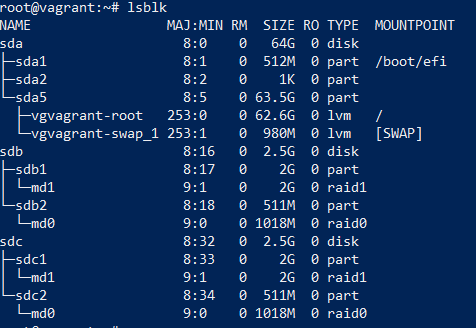 root@vagrant:~# lsblk
NAME                 MAJ:MIN RM  SIZE RO TYPE  MOUNTPOINT
sda                    8:0    0   64G  0 disk
├─sda1                 8:1    0  512M  0 part  /boot/efi
├─sda2                 8:2    0    1K  0 part
└─sda5                 8:5    0 63.5G  0 part
  ├─vgvagrant-root   253:0    0 62.6G  0 lvm   /
  └─vgvagrant-swap_1 253:1    0  980M  0 lvm   [SWAP]
sdb                    8:16   0  2.5G  0 disk
├─sdb1                 8:17   0    2G  0 part
│ └─md1                9:1    0    2G  0 raid1
└─sdb2                 8:18   0  511M  0 part
  └─md0                9:0    0 1018M  0 raid0
sdc                    8:32   0  2.5G  0 disk
├─sdc1                 8:33   0    2G  0 part
│ └─md1                9:1    0    2G  0 raid1
└─sdc2                 8:34   0  511M  0 part
  └─md0                9:0    0 1018M  0 raid0